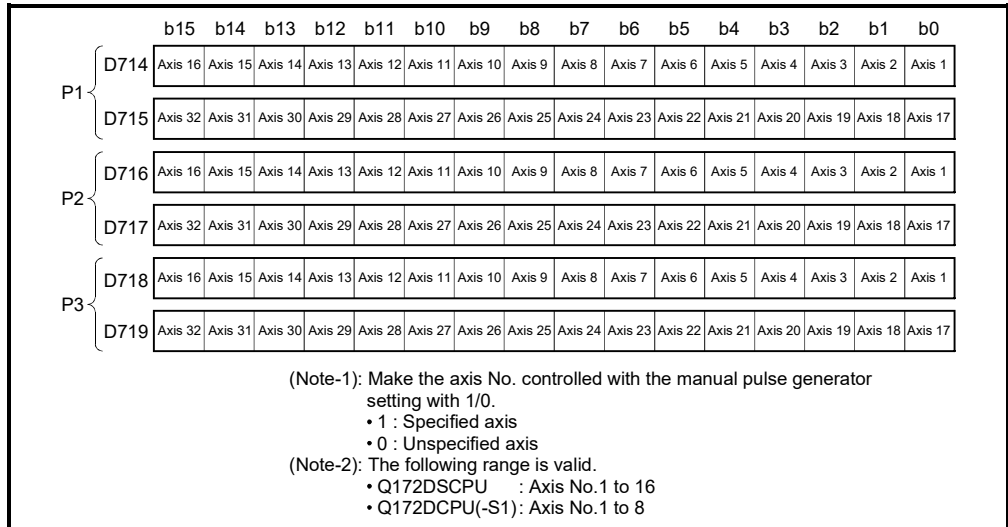 b15 b14 b13 b12 b11 b10 b9 b8 b7 b6 b5 b4 b3 b2 b1 b0
D714 Axis 16 Axis 15 Axis 14 Axis 13 Axis 12 Axis 11 Axis 10 Axis 9 Axis 8 Axis 7 Axis 6 Axis 5 Axis 4 Axis 3 Axis 2 Axis 1
P1
D715 Axis 32 Axis 31 Axis 30 Axis 29 Axis 28 Axis 27 Axis 26 Axis 25 Axis 24 Axis 23 Axis 22 Axis 21 Axis 20 Axis 19 Axis 18 Axis 17
D716 Axis 16 Axis 15 Axis 14 Axis 13 Axis 12 Axis 11 Axis 10 Axis 9 Axis 8 Axis 7 Axis 6 Axis 5 Axis 4 Axis 3 Axis 2 Axis 1
P2
D717 Axis 32 Axis 31 Axis 30 Axis 29 Axis 28 Axis 27 Axis 26 Axis 25 Axis 24 Axis 23 Axis 22 Axis 21 Axis 20 Axis 19 Axis 18 Axis 17
D718 Axis 16 Axis 15 Axis 14 Axis 13 Axis 12 Axis 11 Axis 10 Axis 9 Axis 8 Axis 7 Axis 6 Axis 5 Axis 4 Axis 3 Axis 2 Axis 1
P3
D719 Axis 32 Axis 31 Axis 30 Axis 29 Axis 28 Axis 27 Axis 26 Axis 25 Axis 24 Axis 23 Axis 22 Axis 21 Axis 20 Axis 19 Axis 18 Axis 17
(Note-1): Make the axis No. controlled with the manual pulse generator
setting with 1/0.
• 1 : Specified axis
• 0 : Unspecified axis
(Note-2): The following range is valid.
• Q172DSCPU : Axis No.1 to 16
• Q172DCPU(-S1): Axis No.1 to 8